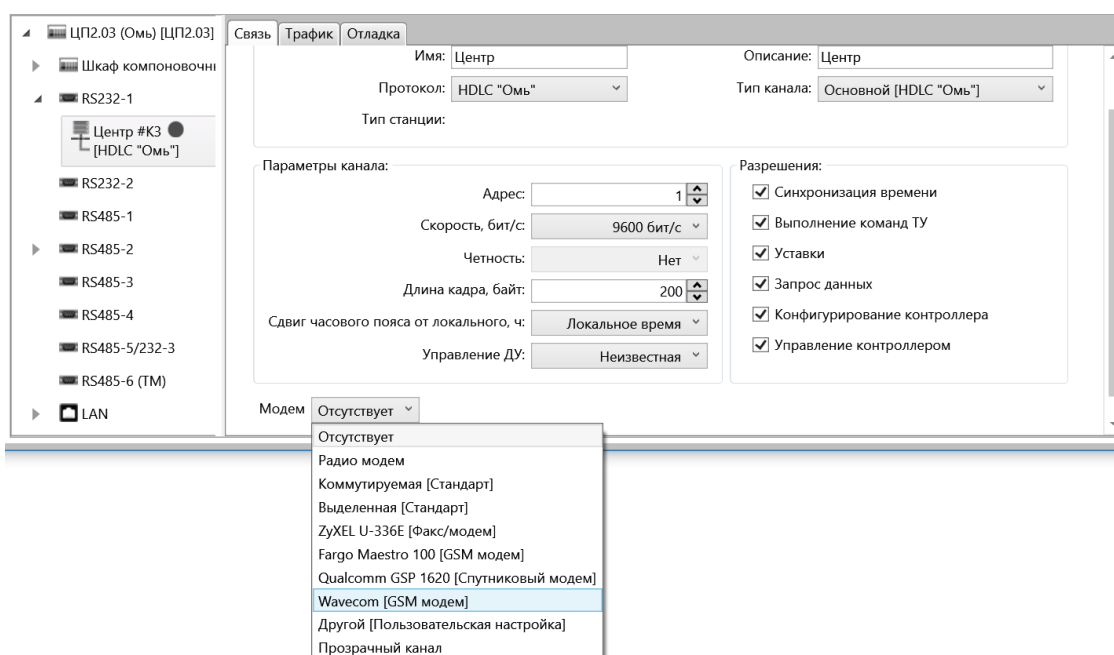 ЦП2.03 (Омь) [ЦП2.03]
Шкаф компоновочны
RS232-1
Центр #К3
[HDLC "Омь"]
RS232-2
RS485-1
RS485-2
RS485-3
RS485-4
RS485-5/232-3
RS485-6 (TM)
LAN
Связь Трафик Отладка
Имя: Центр Описание: Центр
Протокол: HDLC "Омь" Тип канала: Основной [HDLC "Омь"]
Тип станции:
Параметры канала:
Адрес: 1
Скорость, бит/с: 9600 бит/с
Четность: Нет
Длина кадра, байт: 200
Сдвиг часового пояса от локального, ч: Локальное время
Управление ДУ: Неизвестная
Разрешения:
Синхронизация времени
Выполнение команд ТУ
Уставки
Запрос данных
Конфигурирование контроллера
Управление контроллером
Модем Отсутствует
Отсутствует
Радио модем
Коммутируемая [Стандарт]
Выделенная [Стандарт]
ZyXEL U-336E [Факс/модем]
Fargo Maestro 100 [GSM модем]
Qualcomm GSP 1620 [Спутниковый модем]
Wavecom [GSM модем]
Другой [Пользовательская настройка]
Прозрачный канал